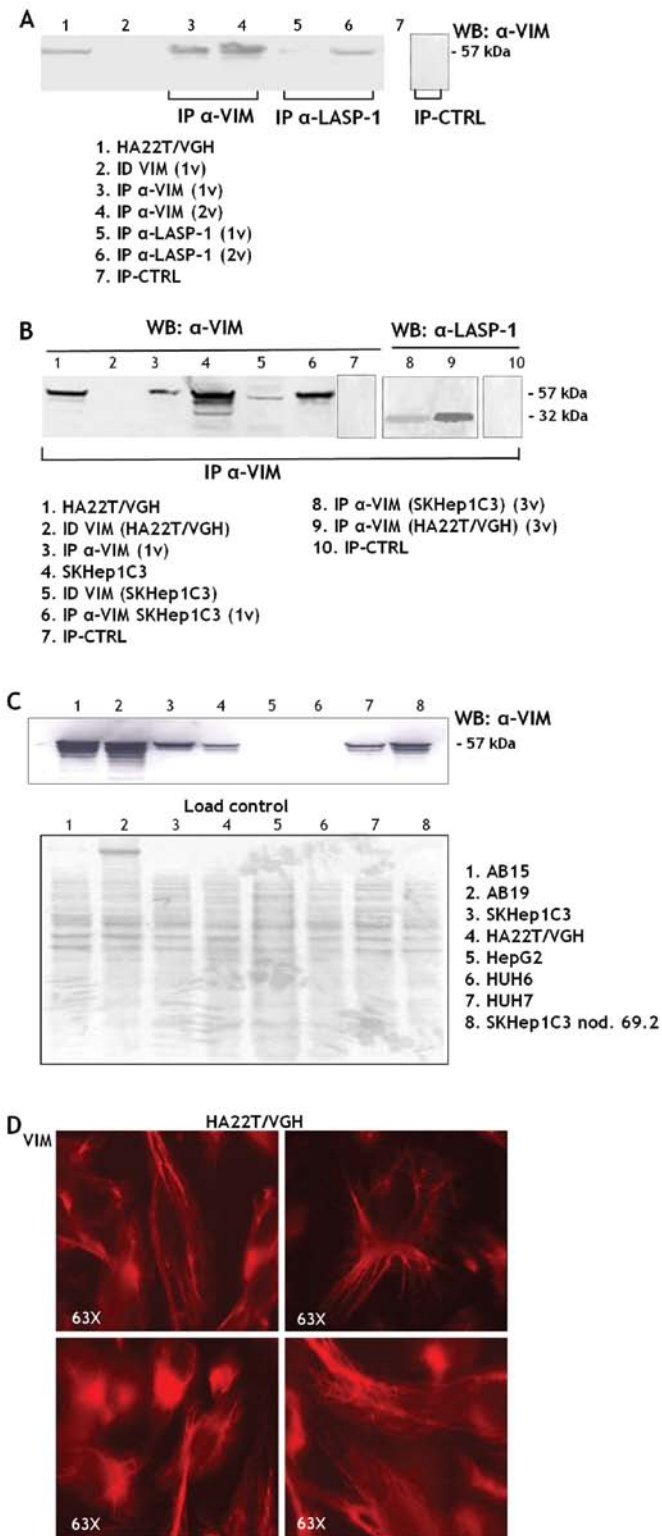 A
1 2 3 4 5 6 7 WB: α-VIM
- 57 kDa
IP α-VIM IP α-LASP-1 IP-CTRL
1. HA22T/VGH
2. ID VIM (1v)
3. IP α-VIM (1v)
4. IP α-VIM (2v)
5. IP α-LASP-1 (1v)
6. IP α-LASP-1 (2v)
7. IP-CTRL
B
WB: α-VIM WB: α-LASP-1
1 2 3 4 5 6 7 8 9 10
- 57 kDa
- 32 kDa
IP α-VIM
1. HA22T/VGH
2. ID VIM (HA22T/VGH)
3. IP α-VIM (1v)
4. SKHep1C3
5. ID VIM (SKHep1C3)
6. IP α-VIM SKHep1C3 (1v)
7. IP-CTRL
8. IP α-VIM (SKHep1C3) (3v)
9. IP α-VIM (HA22T/VGH) (3v)
10. IP-CTRL
C
1 2 3 4 5 6 7 8
WB: α-VIM
- 57 kDa
Load control
1 2 3 4 5 6 7 8
1. AB15
2. AB19
3. SKHep1C3
4. HA22T/VGH
5. HepG2
6. HUH6
7. HUH7
8. SKHep1C3 nod. 69.2
D
HA22T/VGH
VIM
63X
63X
63X
63X